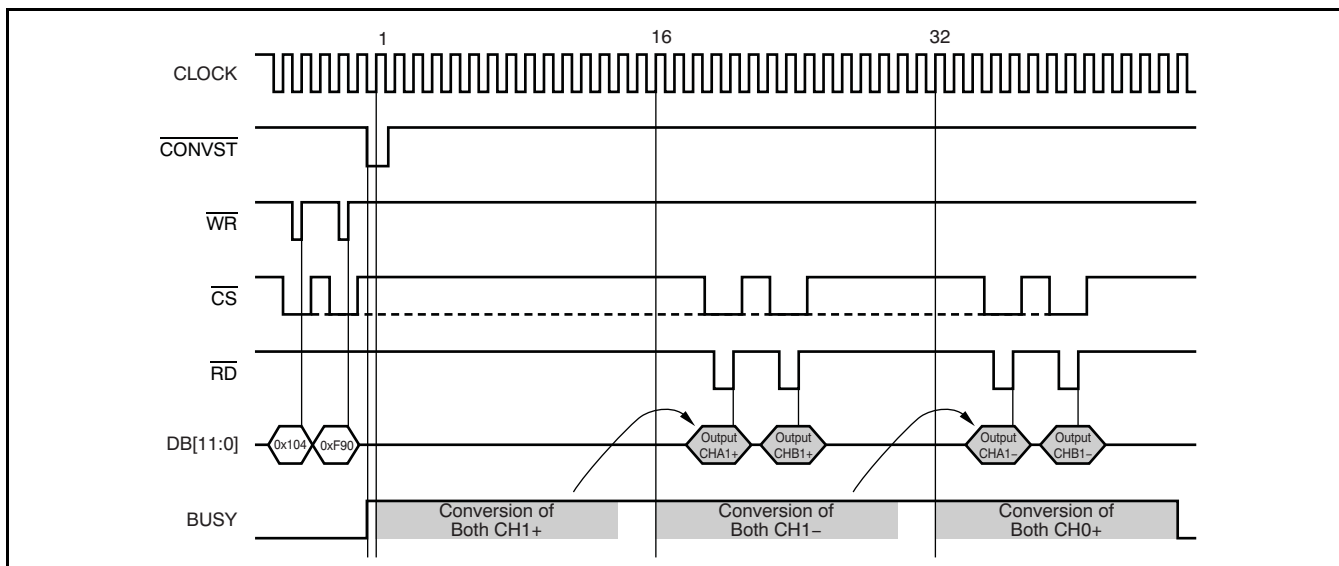 1 16 32
CLOCK
CONVST
WR
CS
RD
DB[11:0]
0x104
0xF90
Output
CHA1+
Output
CHB1+
Output
CHA1−
Output
CHB1−
BUSY
Conversion of
Both CH1+
Conversion of
Both CH1−
Conversion of
Both CH0+